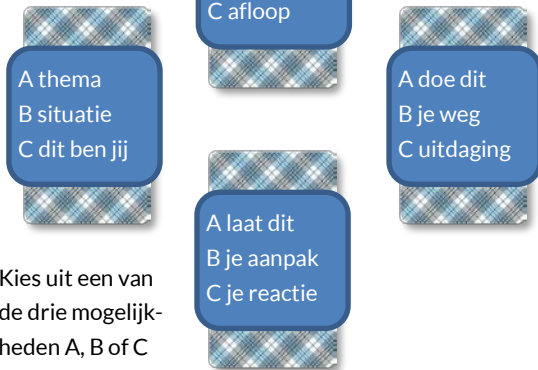 C afloop
A thema
B situatie
C dit ben jij
A doe dit
B je weg
C uitdaging
A laat dit
B je aanpak
C je reactie
Kies uit een van
de drie mogelijk-
heden A, B of C